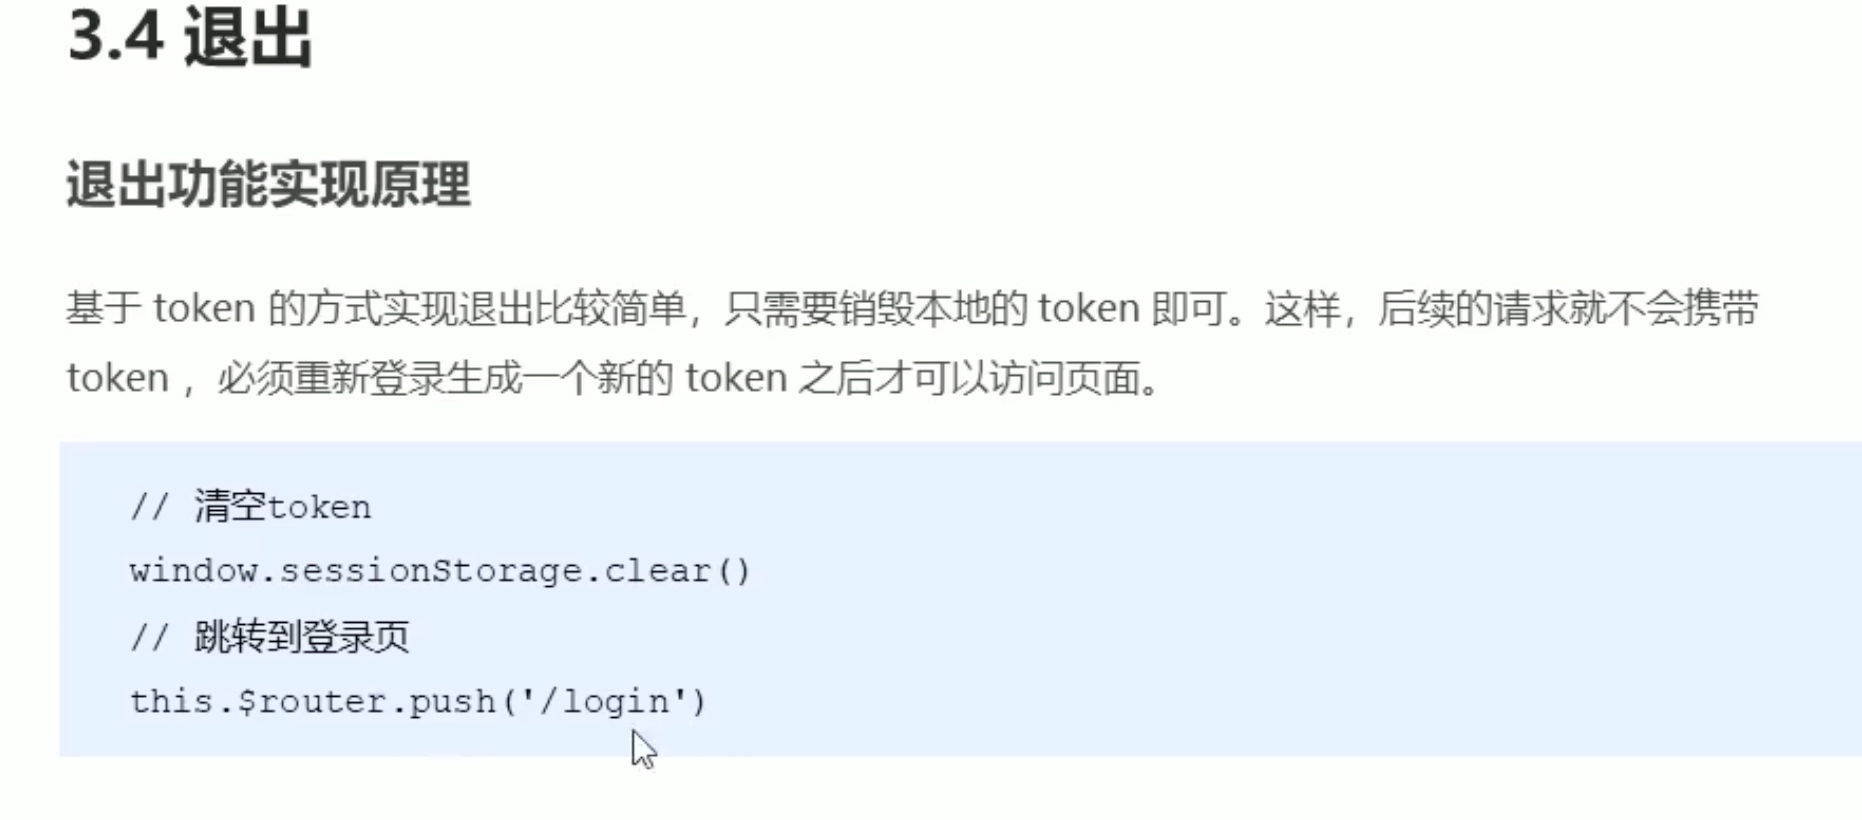 3.4 退出
退出功能实现原理
基于 token 的方式实现退出比较简单，只需要销毁本地的 token 即可。这样，后续的请求就不会携带
token ，必须重新登录生成一个新的 token 之后才可以访问页面。
// 清空token
window.sessionStorage.clear()
// 跳转到登录页
this.$router.push('/login')